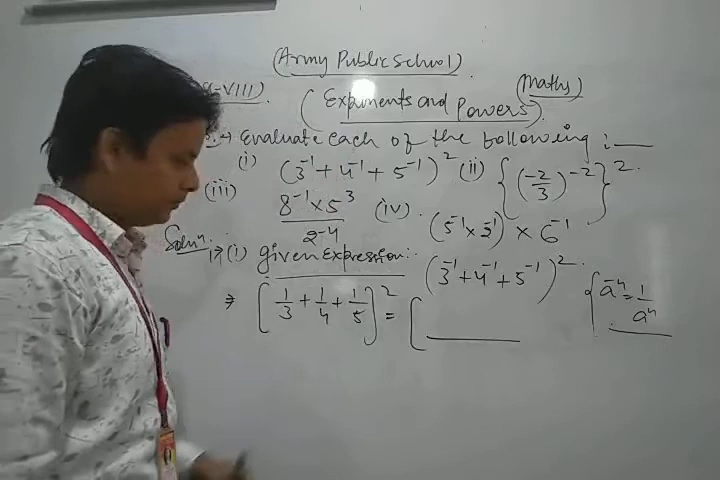 (Army Public School)
-VIII). (Maths)
(Exponents and Powers).
→ Evaluate each of the following :—
(i) (3⁻¹ + 4⁻¹ + 5⁻¹)² (ii) {(-2/3)⁻²}².
(iii) 8⁻¹ × 5³ / 2⁻⁴ (iv). (5⁻¹ × 3⁻¹) × 6⁻¹
Soluⁿ. 1→(i) given expression:- (3⁻¹ + 4⁻¹ + 5⁻¹)².
⇒ [1/3 + 1/4 + 1/5]² = [ {a⁻ⁿ = 1/aⁿ